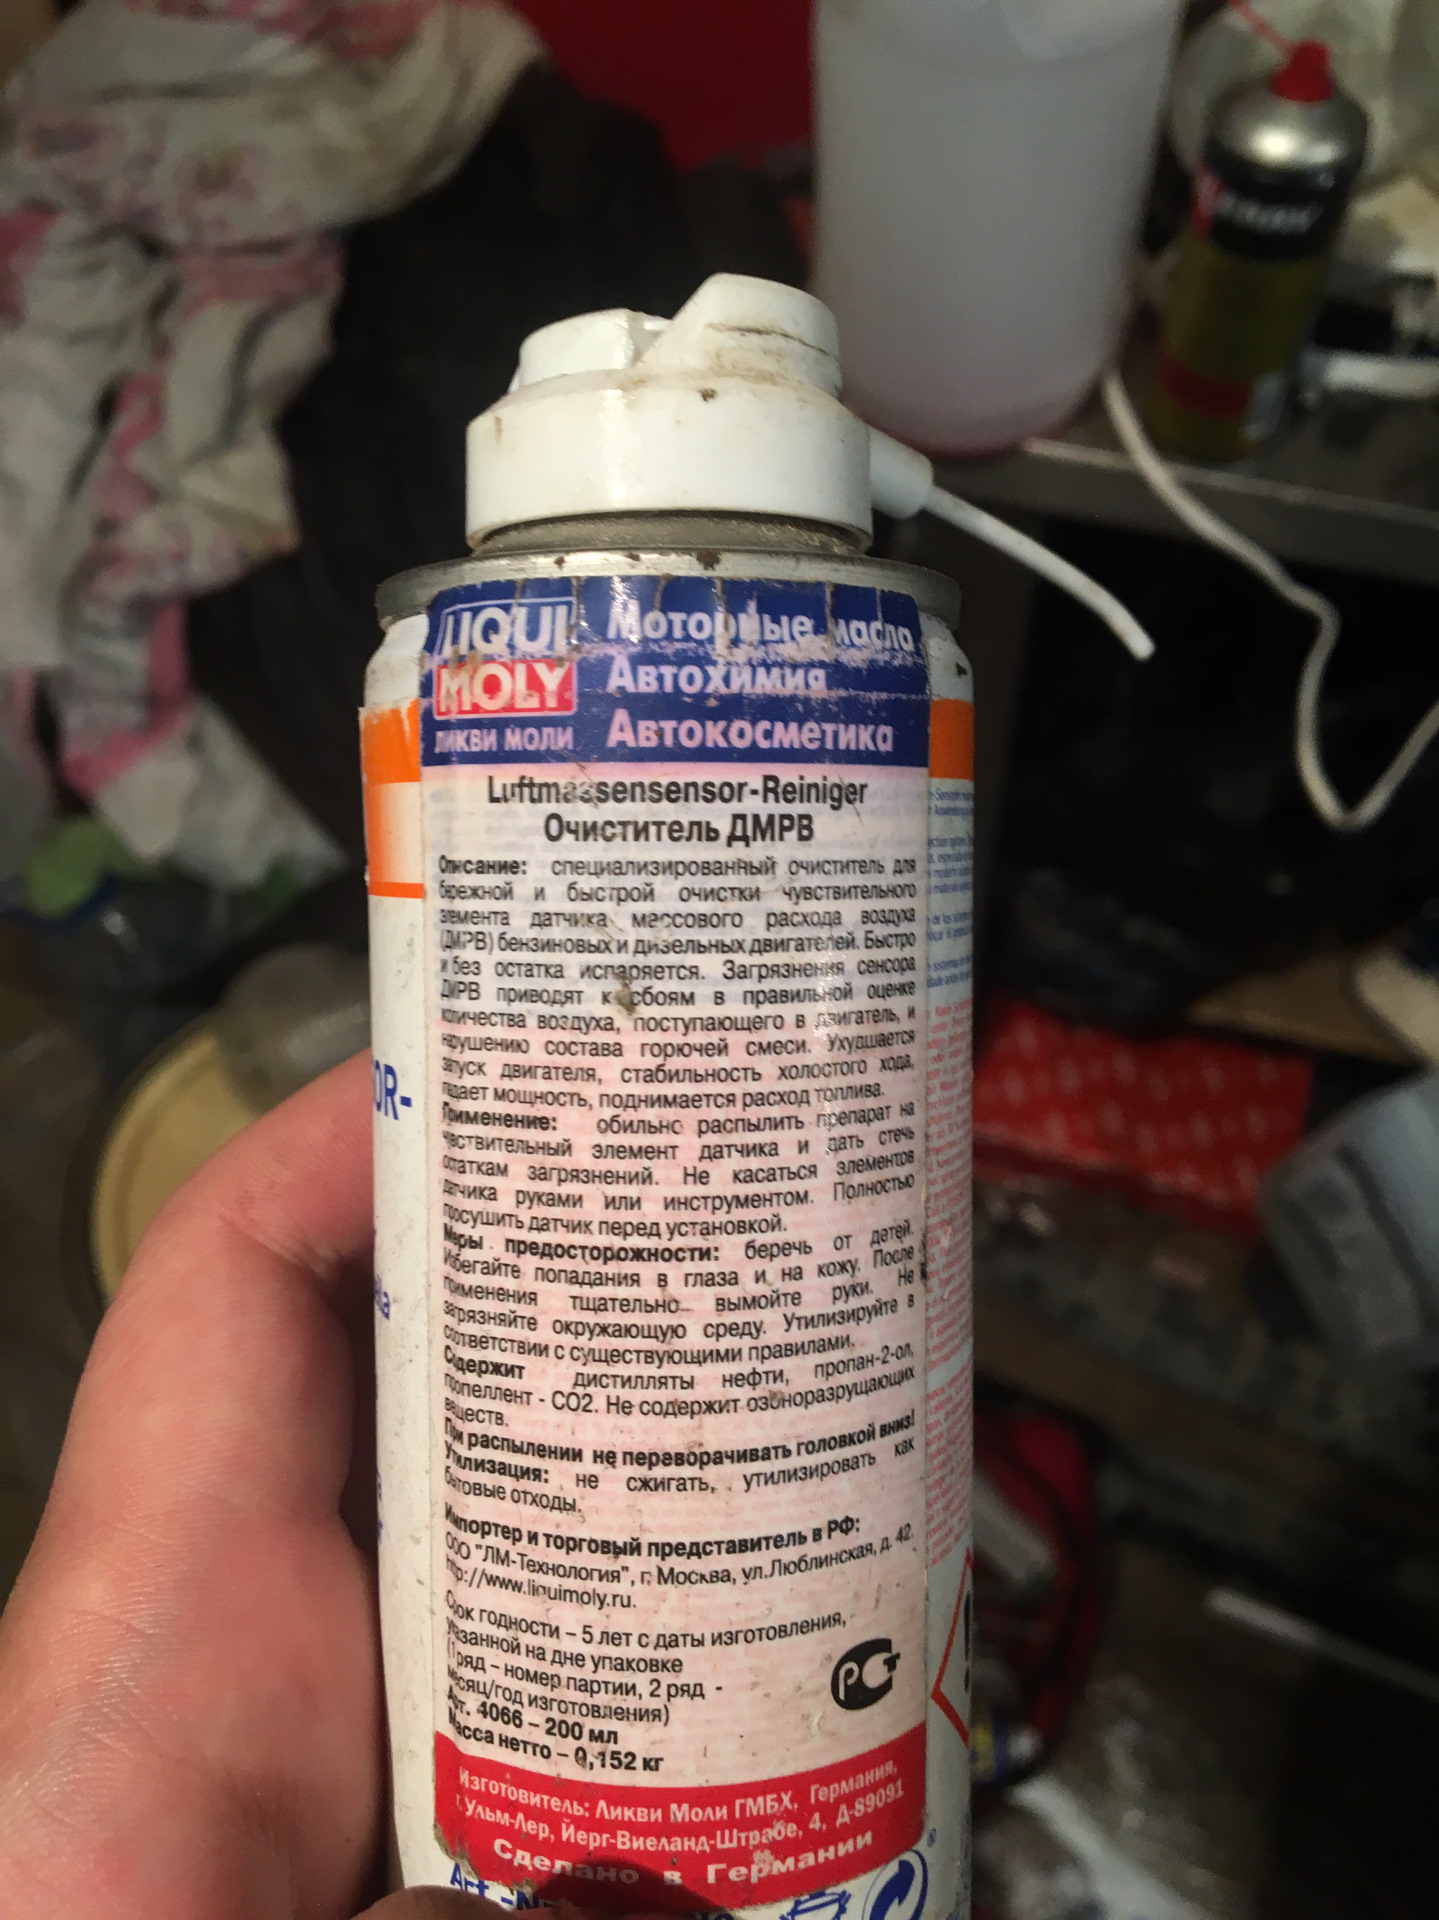 LIQUI
MOLY
ЛИКВИ МОЛИ
Моторные масла
Автохимия
Автокосметика
Luftmassensensor-Reiniger
Очиститель ДМРВ
Описание: специализированный очиститель для
бережной и быстрой очистки чувствительного
элемента датчика массового расхода воздуха
(ДМРВ) бензиновых и дизельных двигателей. Быстро
и без остатка испаряется. Загрязнения сенсора
ДМРВ приводят к сбоям в правильной оценке
количества воздуха, поступающего в двигатель, и
нарушению состава горючей смеси. Ухудшается
запуск двигателя, стабильность холостого хода,
падает мощность, поднимается расход топлива.
Применение: обильно распылить препарат на
чувствительный элемент датчика и дать стечь
остаткам загрязнений. Не касаться элементов
датчика руками или инструментом. Полностью
просушить датчик перед установкой.
Меры предосторожности: беречь от детей.
Избегайте попадания в глаза и на кожу. После
применения тщательно вымойте руки. Не
загрязняйте окружающую среду. Утилизируйте в
соответствии с существующими правилами.
Содержит дистилляты нефти, пропан-2-ол,
пропеллент - CO2. Не содержит озоноразрущающих
веществ.
При распылении не переворачивать головкой вниз!
Утилизация: не сжигать, утилизировать как
бытовые отходы.
Импортер и торговый представитель в РФ:
ООО "ЛМ-Технология", г. Москва, ул.Люблинская, д. 42.
http://www.liquimoly.ru.
Срок годности – 5 лет с даты изготовления,
указанной на дне упаковке
(1 ряд – номер партии, 2 ряд -
месяц/год изготовления)
Арт. 4066 – 200 мл
Масса нетто – 0,152 кг
РСТ
Изготовитель: Ликви Моли ГМБХ, Германия,
г. Ульм-Лер, Йерг-Виеланд-Штрабе, 4, Д-89091
Сделано в Германии
OR-